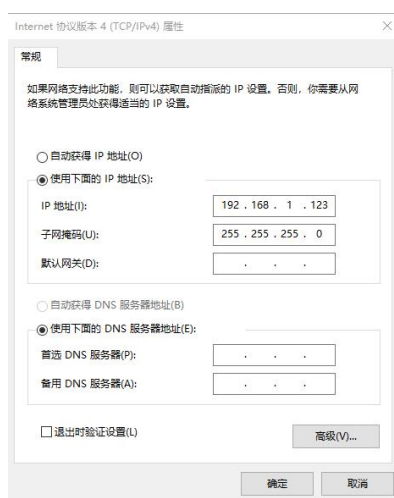 Internet 协议版本 4 (TCP/IPv4) 属性
常规
如果网络支持此功能，则可以获取自动指派的 IP 设置。否则，你需要从网
络系统管理员处获得适当的 IP 设置。
自动获得 IP 地址(O)
使用下面的 IP 地址(S):
IP 地址(I): 192 . 168 . 1 . 123
子网掩码(U): 255 . 255 . 255 . 0
默认网关(D): . . .
自动获得 DNS 服务器地址(B)
使用下面的 DNS 服务器地址(E):
首选 DNS 服务器(P): . . .
备用 DNS 服务器(A): . . .
退出时验证设置(L)
高级(V)...
确定 取消